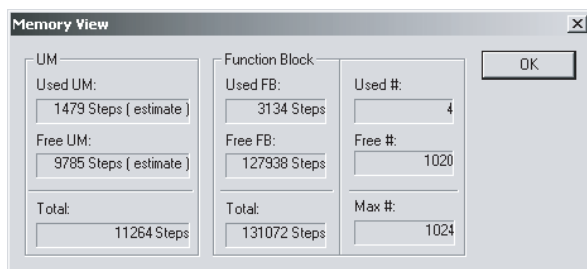 Memory View
UM
Used UM:
1479 Steps ( estimate )
Free UM:
9785 Steps ( estimate )
Total:
11264 Steps
Function Block
Used FB:
3134 Steps
Free FB:
127938 Steps
Total:
131072 Steps
Used #:
4
Free #:
1020
Max #:
1024
OK